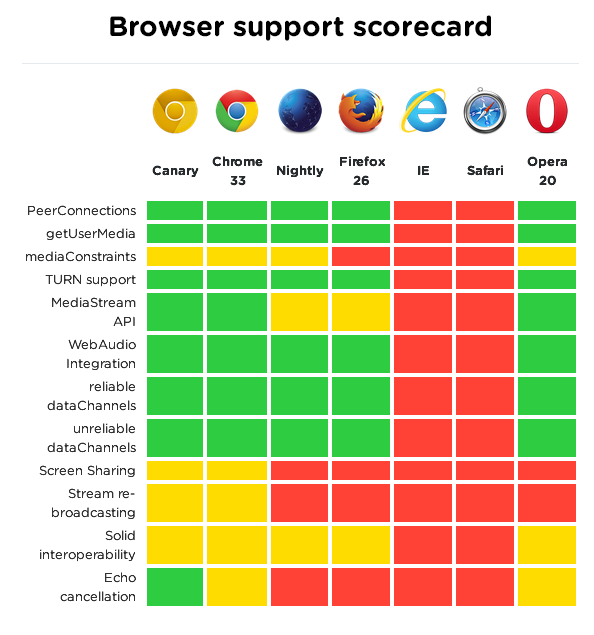 Browser support scorecard
Canary
Chrome
33
Nightly
Firefox
26
IE
Safari
Opera
20
PeerConnections
getUserMedia
mediaConstraints
TURN support
MediaStream
API
WebAudio
Integration
reliable
dataChannels
unreliable
dataChannels
Screen Sharing
Stream re-
broadcasting
Solid
interoperability
Echo
cancellation